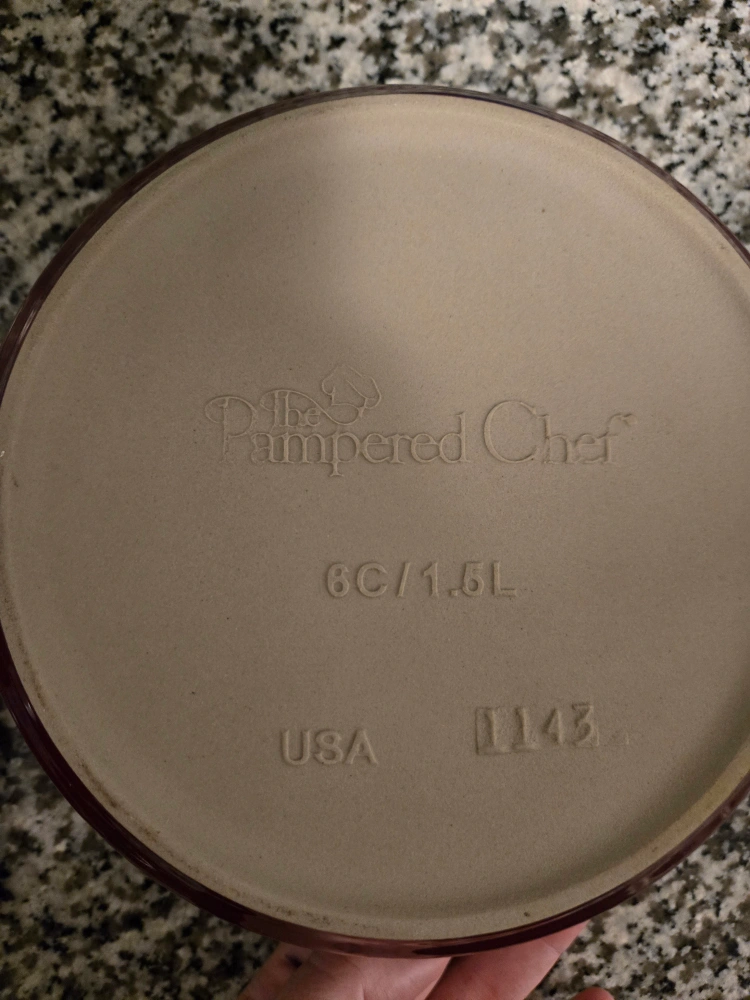 The
Pampered Chef
6C/1.5L
USA 1143